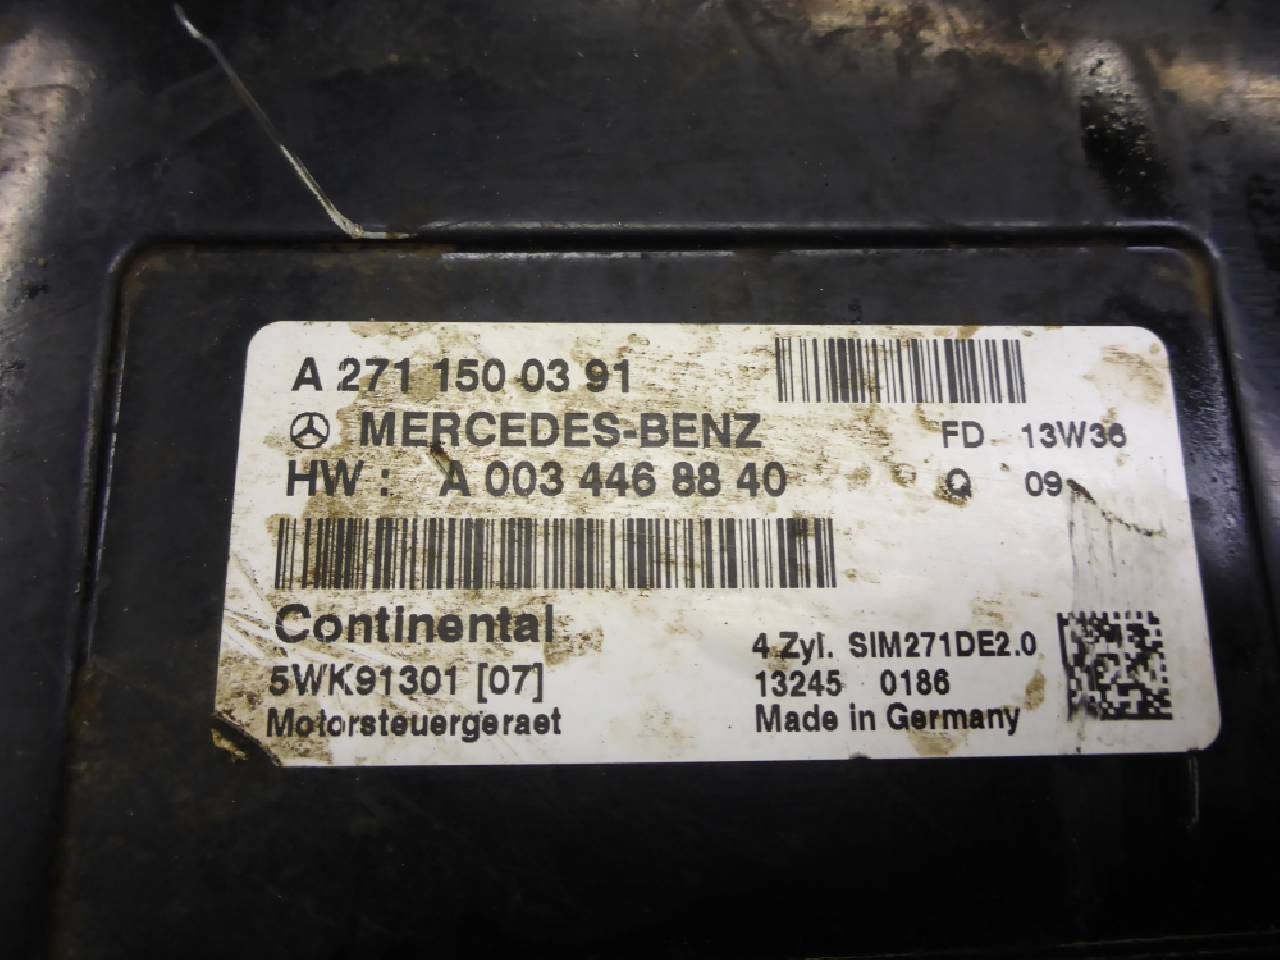 A 271 150 03 91
MERCEDES-BENZ FD 13W36
HW : A 003 446 88 40 Q 09
Continental
4 Zyl. SIM271DE2.0
5WK91301 [07] 13245 0186
Motorsteuergeraet Made in Germany